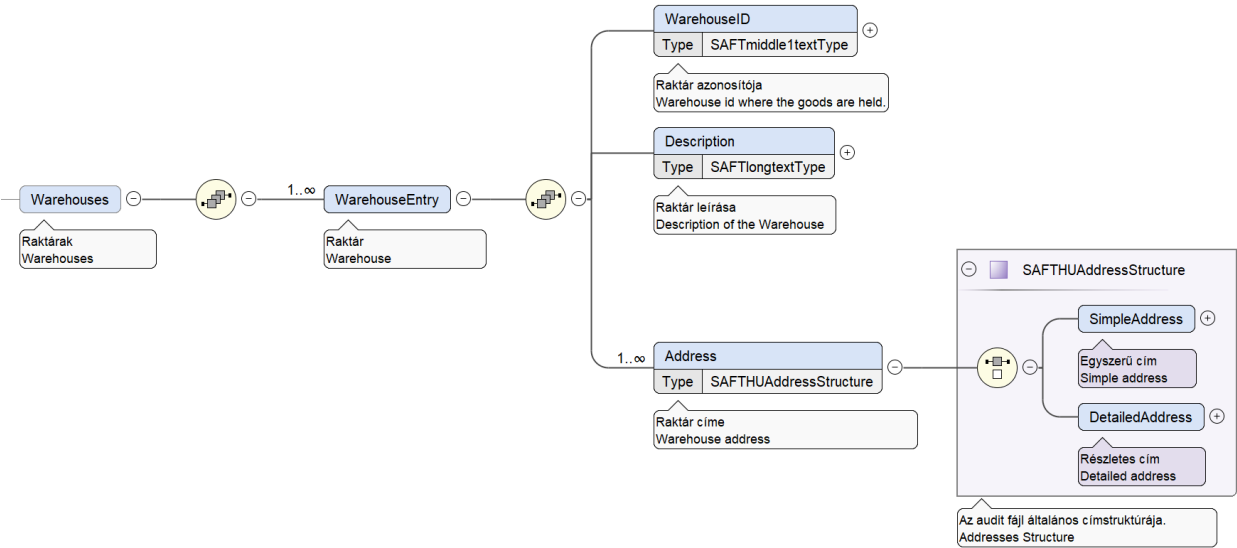 WarehouseID
Type SAFTmiddle1textType
Raktár azonosítója
Warehouse id where the goods are held.
Description
Type SAFTlongtextType
Raktár leírása
Description of the Warehouse
Warehouses
Raktárak
Warehouses
1..∞
WarehouseEntry
Raktár
Warehouse
1..∞
Address
Type SAFTHUAddressStructure
Raktár címe
Warehouse address
SAFTHUAddressStructure
SimpleAddress
Egyszerű cím
Simple address
DetailedAddress
Részletes cím
Detailed address
Az audit fájl általános címstruktúrája.
Addresses Structure